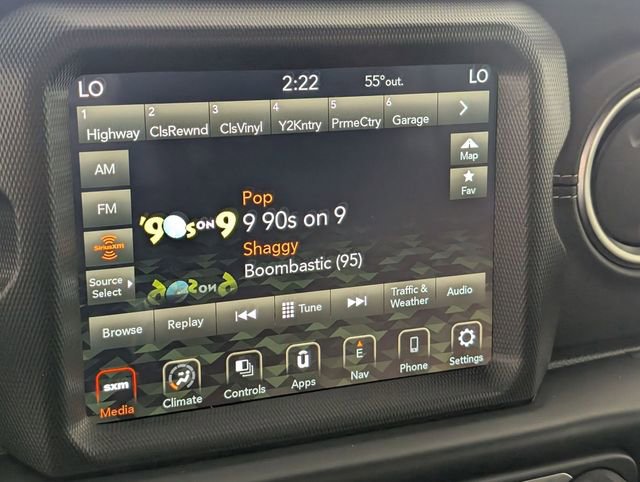 LO 2:22 55°out. LO
1 Highway 2 ClsRewnd 3 ClsVinyl 4 Y2Kntry 5 PrmeCtry 6 Garage
AM
Map
FM
Fav
Pop
'90s ON 9
9 90s on 9
SiriusXM
Shaggy
Boombastic (95)
Source
Select
Browse Replay Tune Traffic &
Weather Audio
sxm
E
Media Climate Controls Apps Nav Phone Settings